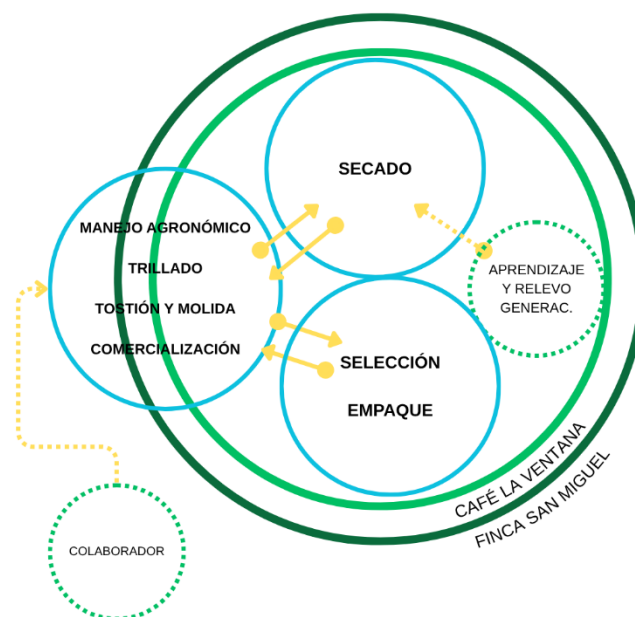 SECADO
MANEJO AGRONÓMICO
TRILLADO
TOSTIÓN Y MOLIDA
COMERCIALIZACIÓN
APRENDIZAJE
Y RELEVO
GENERAC.
SELECCIÓN
EMPAQUE
CAFÉ LA VENTANA
FINCA SAN MIGUEL
COLABORADOR